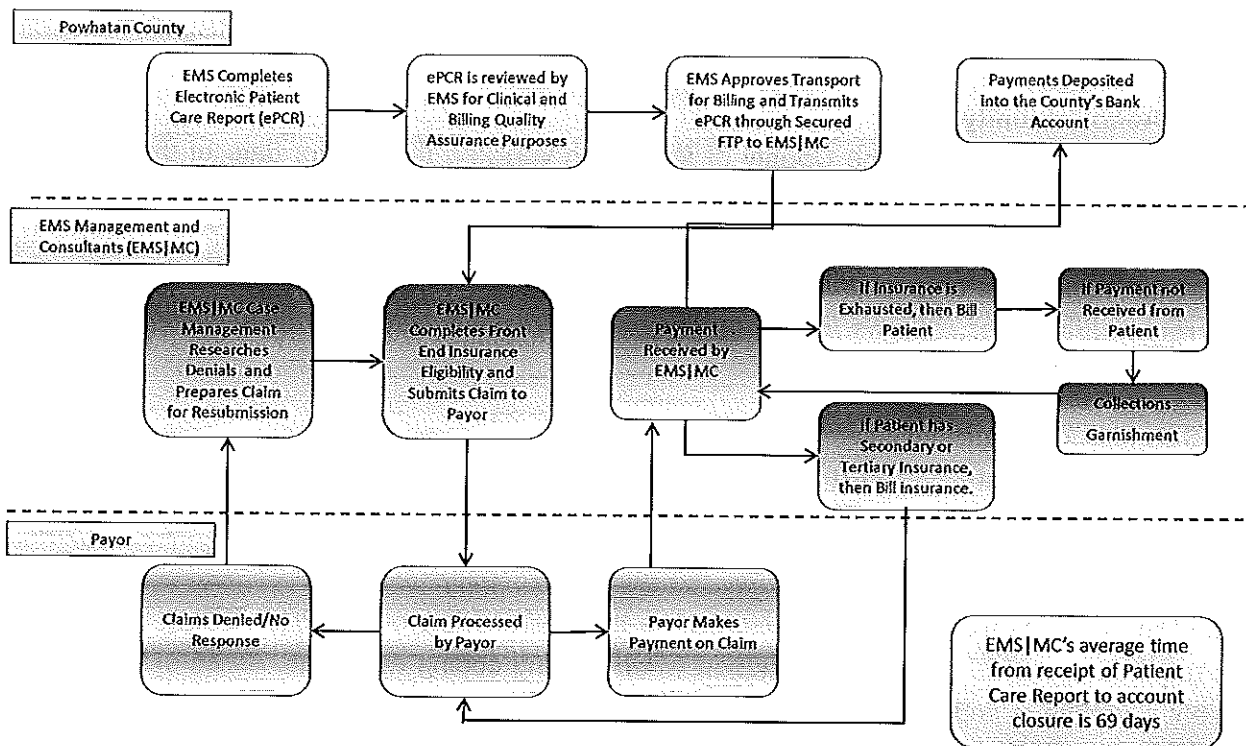 Powhatan County
EMS Completes
Electronic Patient
Care Report (ePCR)
ePCR is reviewed by
EMS for Clinical and
Billing Quality
Assurance Purposes
EMS Approves Transport
for Billing and Transmits
ePCR through Secured
FTP to EMS|MC
Payments Deposited
into the County's Bank
Account
EMS Management and
Consultants (EMS|MC)
EMS|MC Case
Management
Researches
Denials and
Prepares Claim
for Resubmission
EMS|MC
Completes Front
End Insurance
Eligibility and
Submits Claim to
Payor
Payment
Received by
EMS|MC
If Insurance is
Exhausted, then Bill
Patient
If Payment not
Received from
Patient
Collections
Garnishment
If Patient has
Secondary or
Tertiary Insurance,
then Bill Insurance.
Payor
Claims Denied/No
Response
Claim Processed
by Payor
Payor Makes
Payment on Claim
EMS|MC's average time
from receipt of Patient
Care Report to account
closure is 69 days